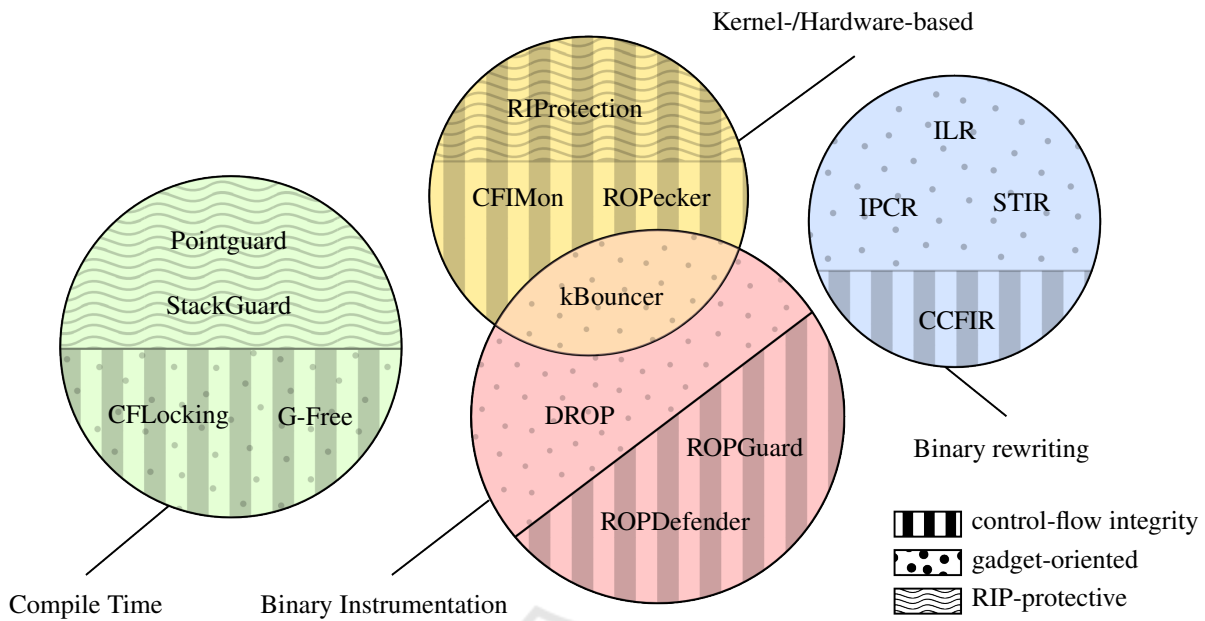 Kernel-/Hardware-based
RIProtection
CFIMon
ROPecker
kBouncer
ILR
IPCR
STIR
CCFIR
Binary rewriting
Pointguard
StackGuard
CFLocking
G-Free
Compile Time
DROP
ROPGuard
ROPDefender
Binary Instrumentation
control-flow integrity
gadget-oriented
RIP-protective